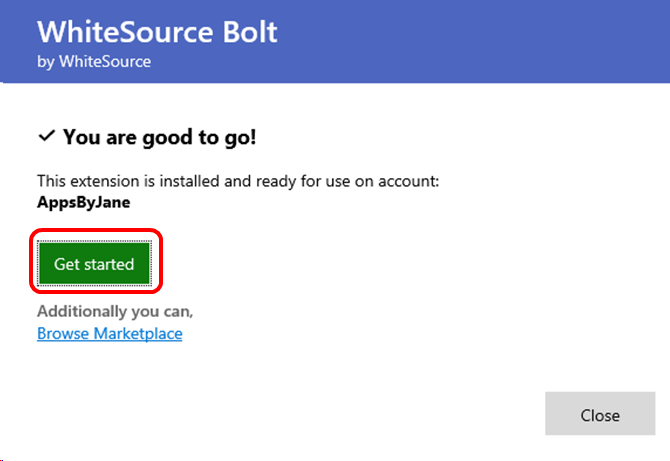 WhiteSource Bolt
by WhiteSource
You are good to go!
This extension is installed and ready for use on account:
AppsByJane
Get started
Additionally you can,
Browse Marketplace
Close